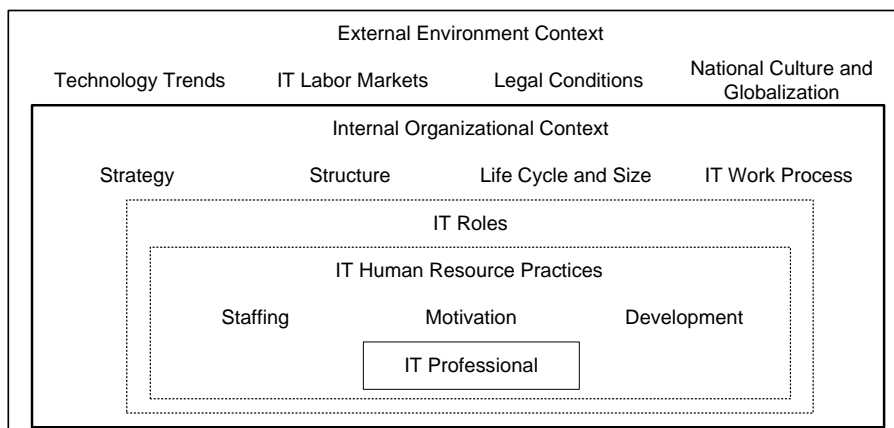 External Environment Context
Technology Trends IT Labor Markets Legal Conditions National Culture and
Globalization
Internal Organizational Context
Strategy Structure Life Cycle and Size IT Work Process
IT Roles
IT Human Resource Practices
Staffing Motivation Development
IT Professional